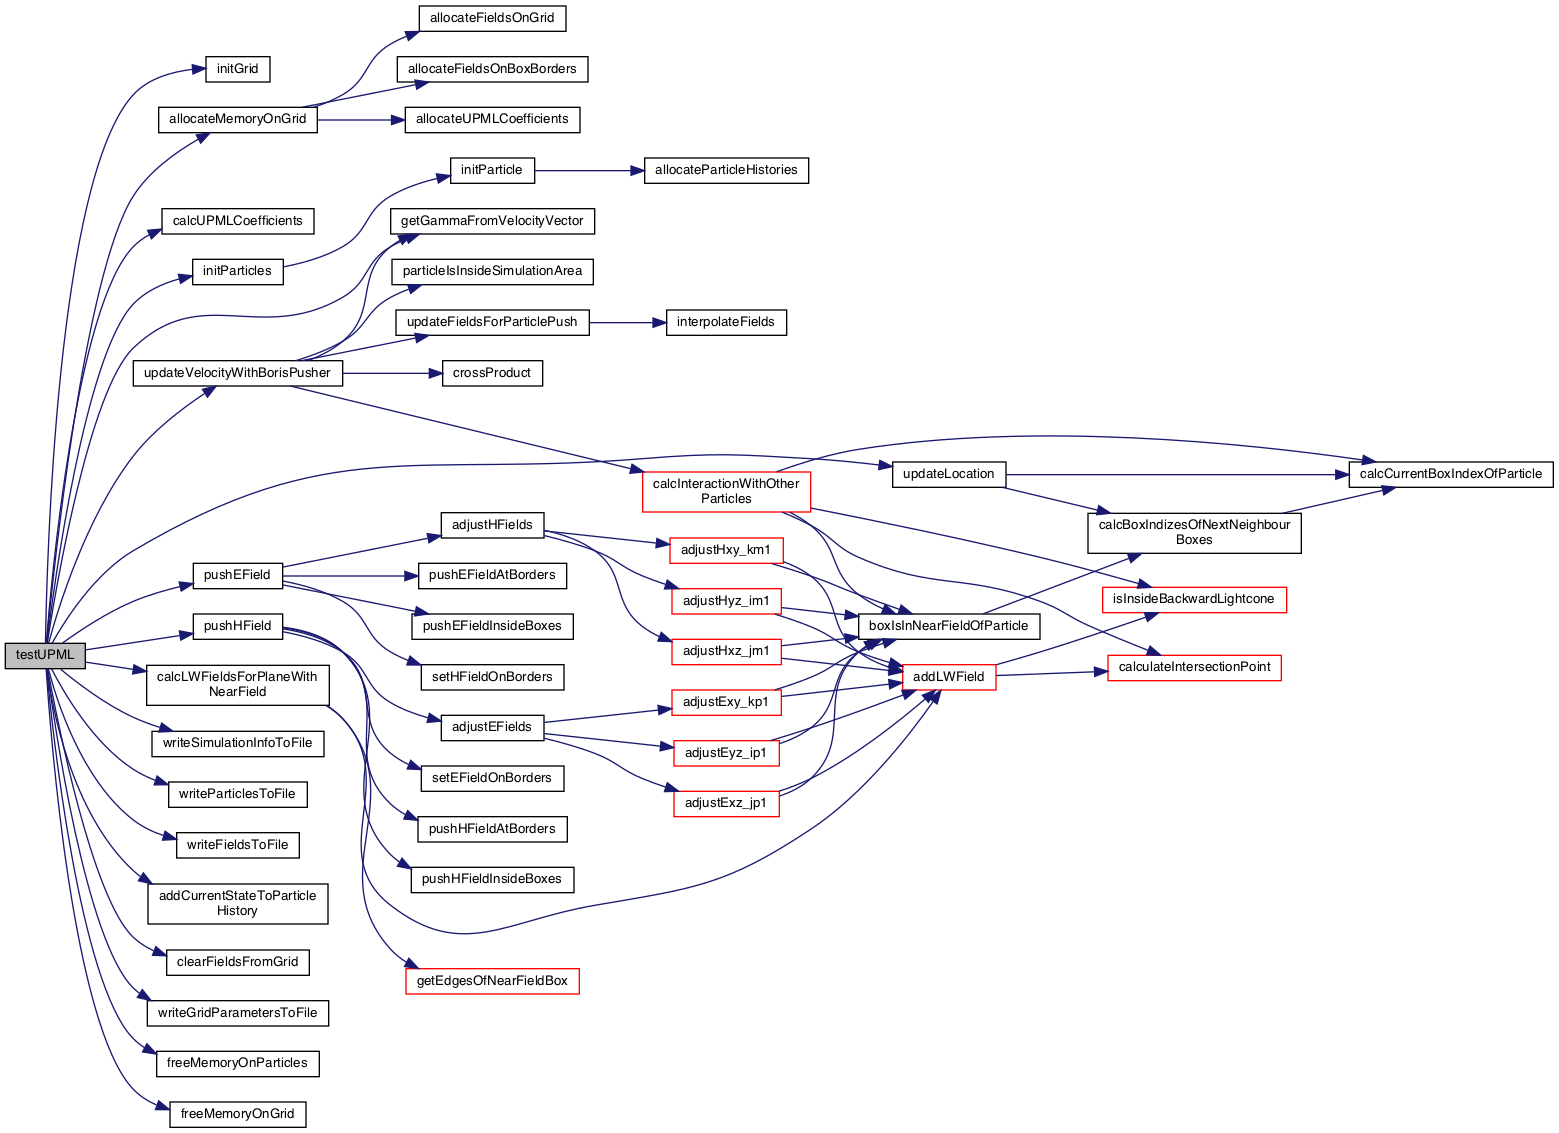 allocateFieldsOnGrid
initGrid
allocateFieldsOnBoxBorders
allocateMemoryOnGrid
allocateUPMLCoefficients
initParticle
allocateParticleHistories
calcUPMLCoefficients
getGammaFromVelocityVector
initParticles
particleIsInsideSimulationArea
updateFieldsForParticlePush
interpolateFields
updateVelocityWithBorisPusher
crossProduct
updateLocation
calcCurrentBoxIndexOfParticle
calcInteractionWithOther
Particles
adjustHFields
calcBoxIndizesOfNextNeighbour
Boxes
adjustHxy_km1
pushEField
pushEFieldAtBorders
adjustHyz_im1
isInsideBackwardLightcone
pushHField
pushEFieldInsideBoxes
boxIsInNearFieldOfParticle
testUPML
adjustHxz_jm1
calculateIntersectionPoint
calcLWFieldsForPlaneWith
NearField
setHFieldOnBorders
addLWField
adjustExy_kp1
adjustEFields
writeSimulationInfoToFile
adjustEyz_ip1
setEFieldOnBorders
writeParticlesToFile
adjustExz_jp1
pushHFieldAtBorders
writeFieldsToFile
pushHFieldInsideBoxes
addCurrentStateToParticle
History
clearFieldsFromGrid
getEdgesOfNearFieldBox
writeGridParametersToFile
freeMemoryOnParticles
freeMemoryOnGrid